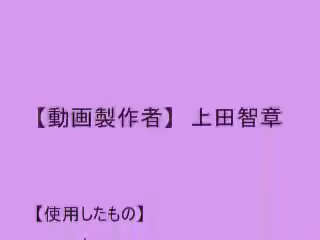 【動画製作者】 上田智章
【使用したもの】